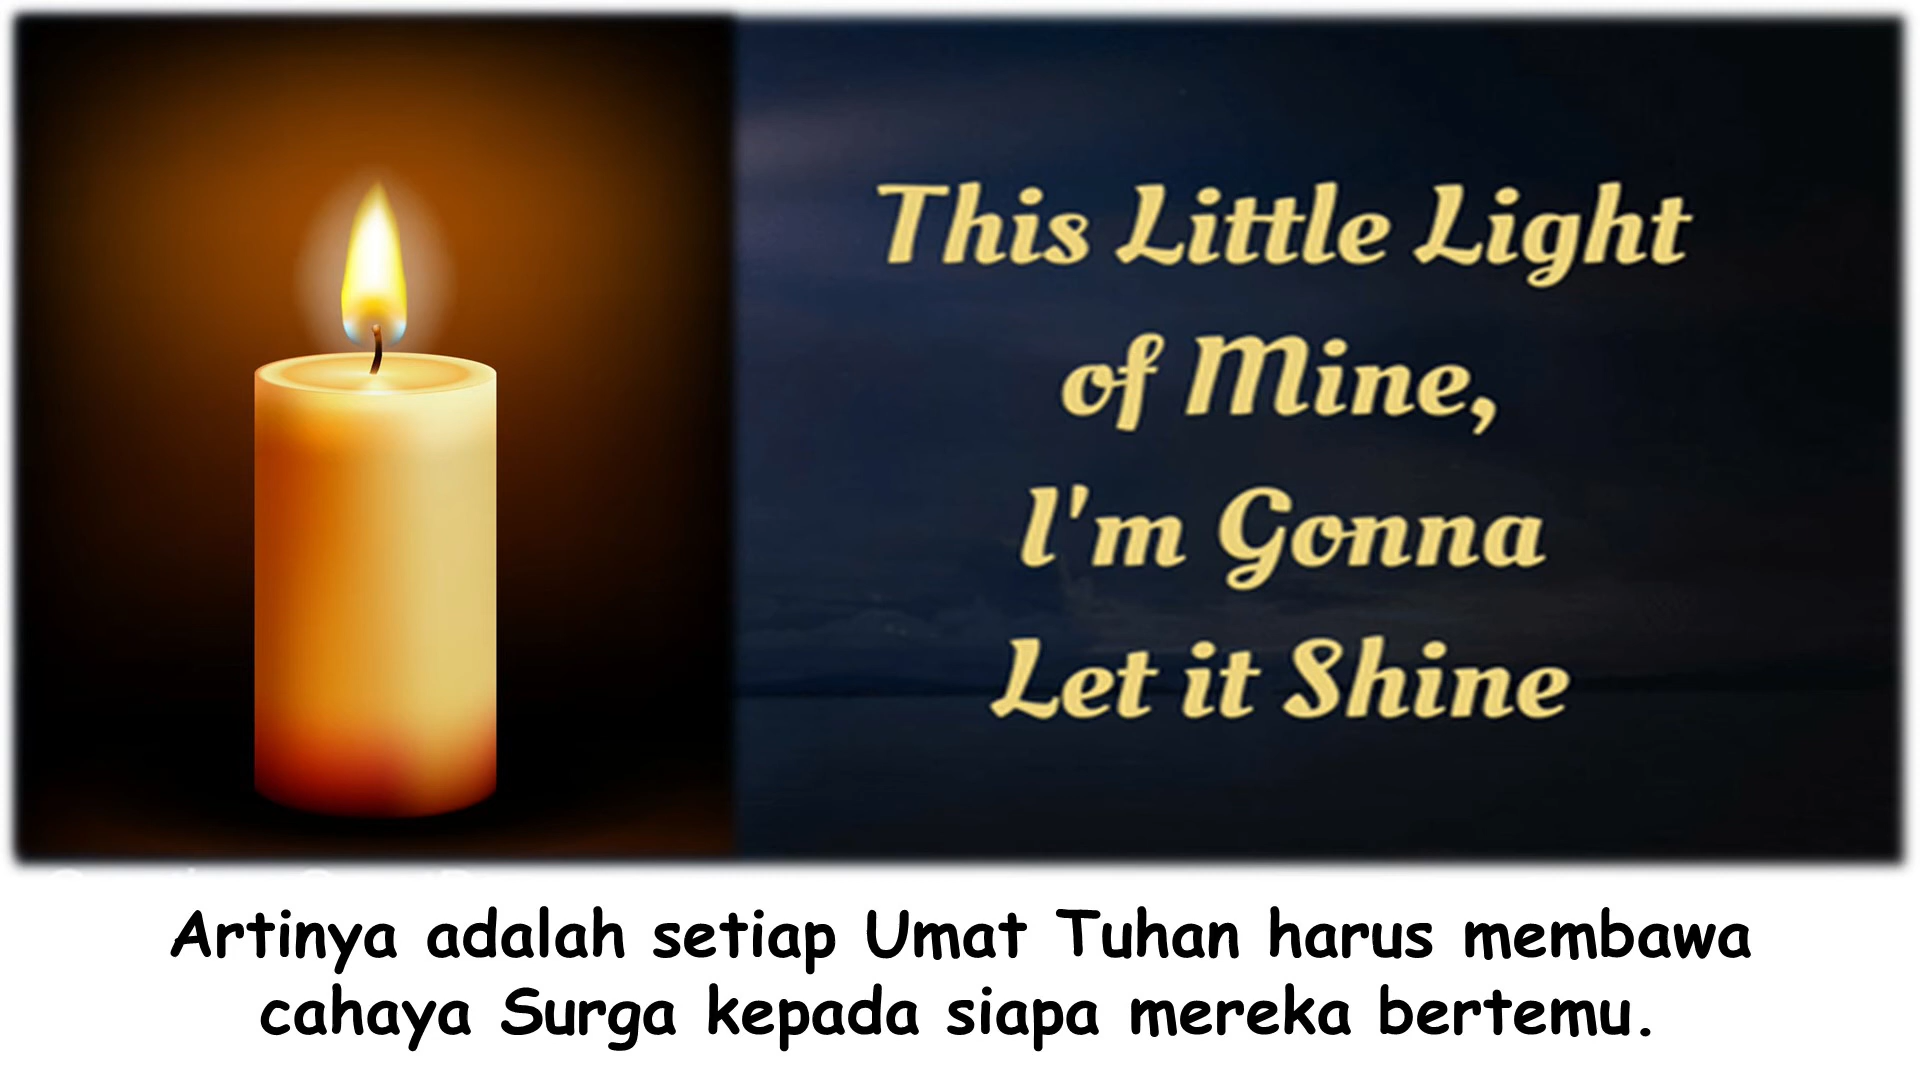 This Little Light
of Mine,
I'm Gonna
Let it Shine
Artinya adalah setiap Umat Tuhan harus membawa
cahaya Surga kepada siapa mereka bertemu.